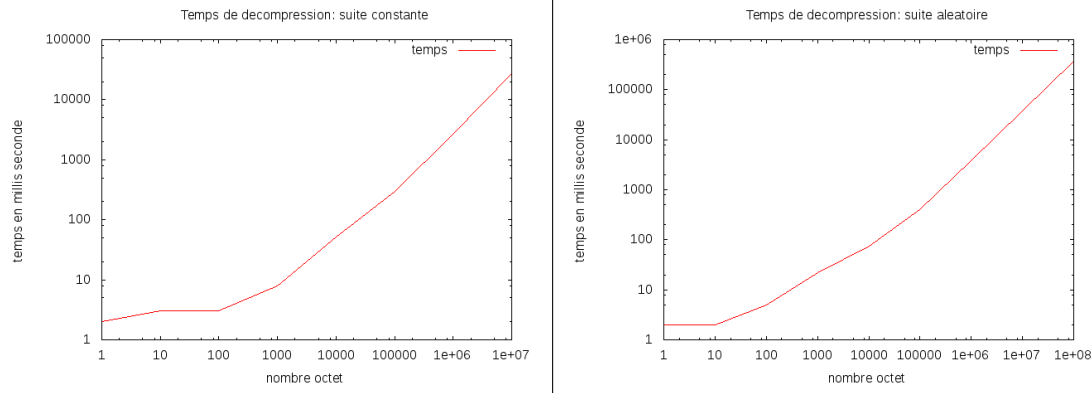 Temps de decompression: suite constante
100000
temps
10000
1000
100
10
1
1 10 100 1000 10000 100000 1e+06 1e+07
nombre octet
temps en millis seconde
Temps de decompression: suite aleatoire
1e+06
temps
100000
10000
1000
100
10
1
1 10 100 1000 10000 100000 1e+06 1e+07 1e+08
nombre octet
temps en millis seconde